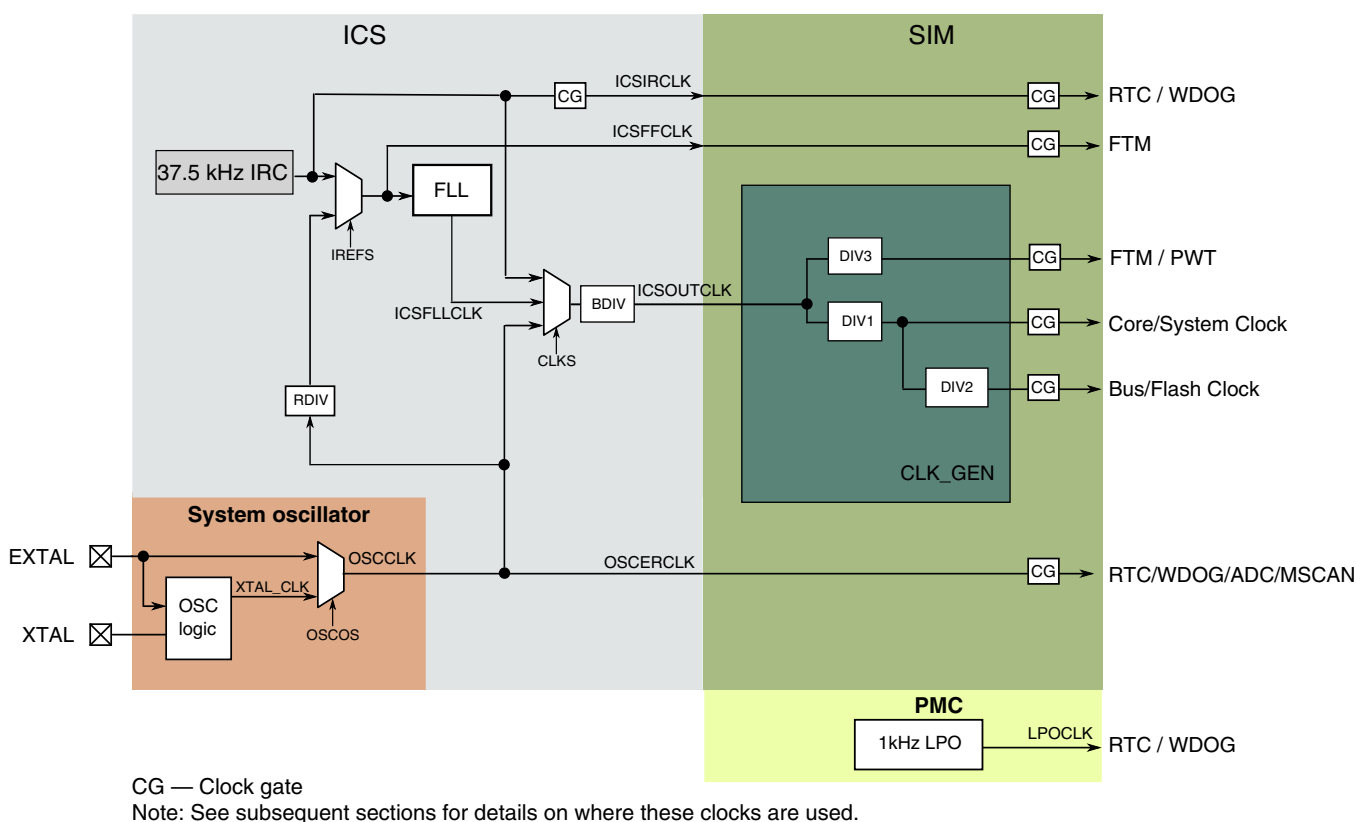 ICS
SIM
CG
ICSIRCLK
CG
RTC / WDOG
ICSFFCLK
CG
FTM
37.5 kHz IRC
FLL
IREFS
DIV3
CG
FTM / PWT
ICSFLLCLK
BDIV
ICSOUTCLK
DIV1
CG
Core/System Clock
CLKS
RDIV
DIV2
CG
Bus/Flash Clock
CLK_GEN
System oscillator
EXTAL
OSCCLK
OSCERCLK
CG
RTC/WDOG/ADC/MSCAN
XTAL_CLK
OSC
logic
XTAL
OSCOS
PMC
1kHz LPO
LPOCLK
RTC / WDOG
CG — Clock gate
Note: See subsequent sections for details on where these clocks are used.